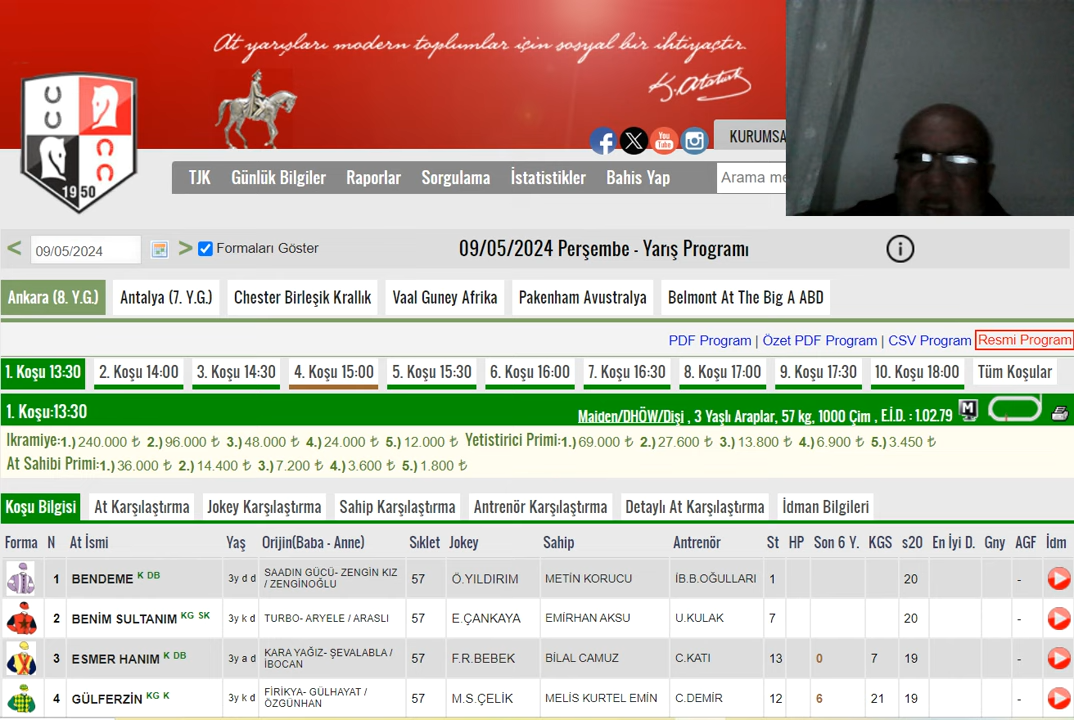 At yarışları modern toplumlar için sosyal bir ihtiyaçtır.
K. Atatürk
1950
KURUMSA
TJK Günlük Bilgiler Raporlar Sorgulama İstatistikler Bahis Yap Arama me
< 09/05/2024 > Formaları Göster 09/05/2024 Perşembe - Yarış Programı
Ankara (8. Y.G.) Antalya (7. Y.G.) Chester Birleşik Krallık Vaal Guney Afrika Pakenham Avustralya Belmont At The Big A ABD
PDF Program | Özet PDF Program | CSV Program Resmi Program
1. Koşu 13:30 2. Koşu 14:00 3. Koşu 14:30 4. Koşu 15:00 5. Koşu 15:30 6. Koşu 16:00 7. Koşu 16:30 8. Koşu 17:00 9. Koşu 17:30 10. Koşu 18:00 Tüm Koşular
1. Koşu:13:30 Maiden/DHÖW/Dişi , 3 Yaşlı Araplar, 57 kg, 1000 Çim , E.İ.D. : 1.02.79 M
Ikramiye:1.) 240.000 ₺ 2.) 96.000 ₺ 3.) 48.000 ₺ 4.) 24.000 ₺ 5.) 12.000 ₺ Yetistirici Primi:1.) 69.000 ₺ 2.) 27.600 ₺ 3.) 13.800 ₺ 4.) 6.900 ₺ 5.) 3.450 ₺
At Sahibi Primi:1.) 36.000 ₺ 2.) 14.400 ₺ 3.) 7.200 ₺ 4.) 3.600 ₺ 5.) 1.800 ₺
Koşu Bilgisi At Karşılaştırma Jokey Karşılaştırma Sahip Karşılaştırma Antrenör Karşılaştırma Detaylı At Karşılaştırma İdman Bilgileri
Forma N At İsmi Yaş Orijin(Baba - Anne) Sıklet Jokey Sahip Antrenör St HP Son 6 Y. KGS s20 En İyi D. Gny AGF İdm
1 BENDEME K DB 3y d d SAADIN GÜCÜ- ZENGİN KIZ / ZENGİNOĞLU 57 Ö.YILDIRIM METİN KORUCU İB.B.OĞULLARI 1 20 -
2 BENİM SULTANIM KG SK 3y k d TURBO- ARYELE / ARASLI 57 E.ÇANKAYA EMİRHAN AKSU U.KULAK 7 20 -
3 ESMER HANIM K DB 3y a d KARA YAĞIZ- ŞEVALABLA / İBOCAN 57 F.R.BEBEK BİLAL CAMUZ C.KATI 13 0 7 19 -
4 GÜLFERZİN KG K 3y k d FİRİKYA- GÜLHAYAT / ÖZGÜNHAN 57 M.S.ÇELİK MELİS KURTEL EMİN C.DEMİR 12 6 21 19 -